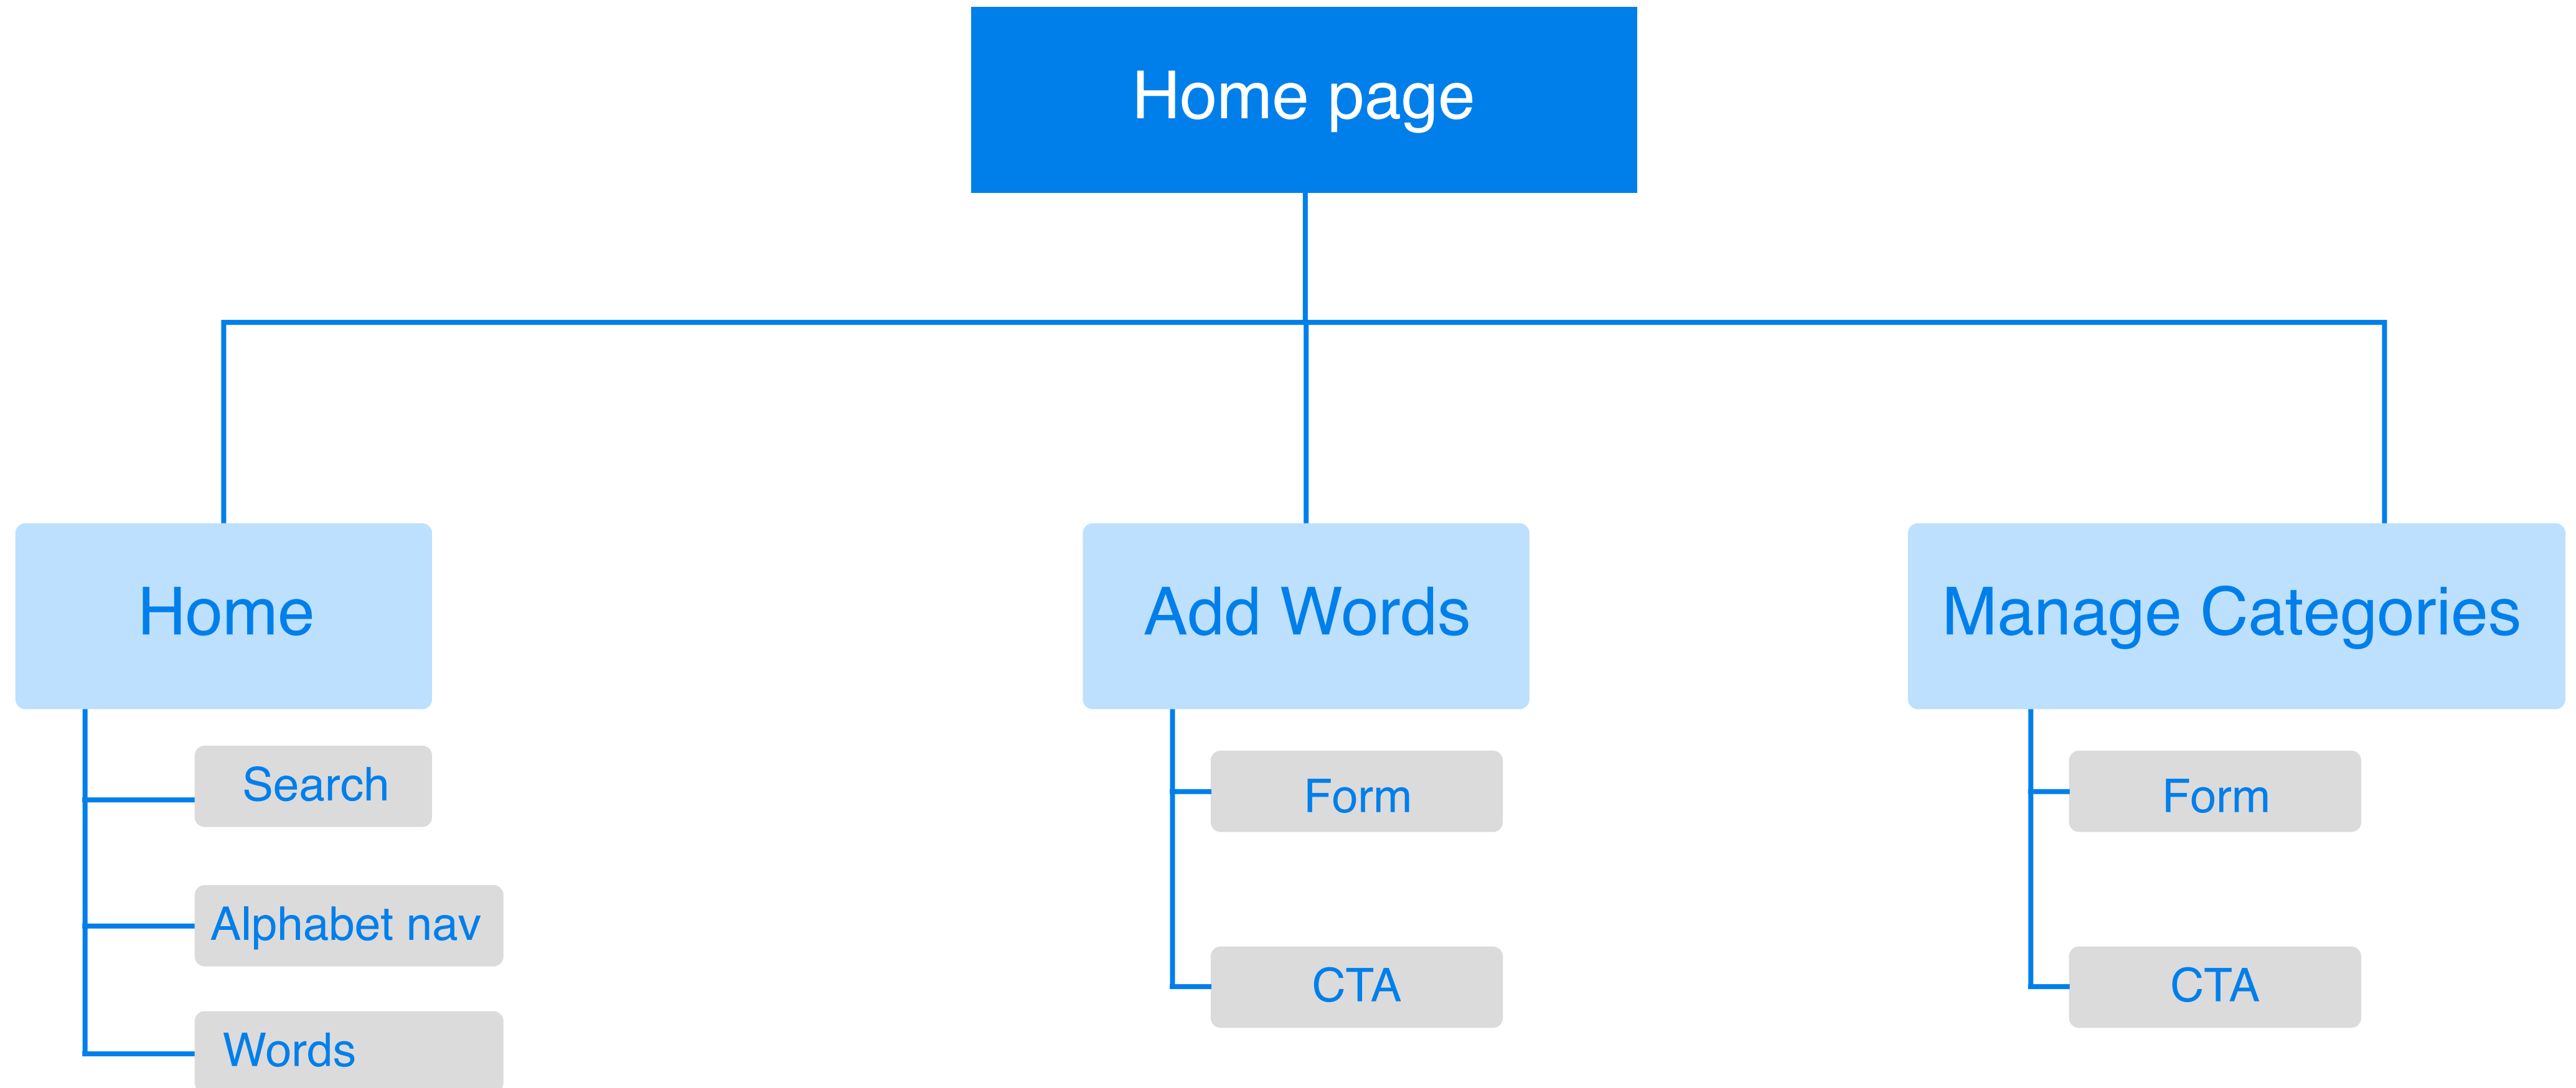 Home page
Home
Add Words
Manage Categories
Search
Alphabet nav
Words
Form
CTA
Form
CTA